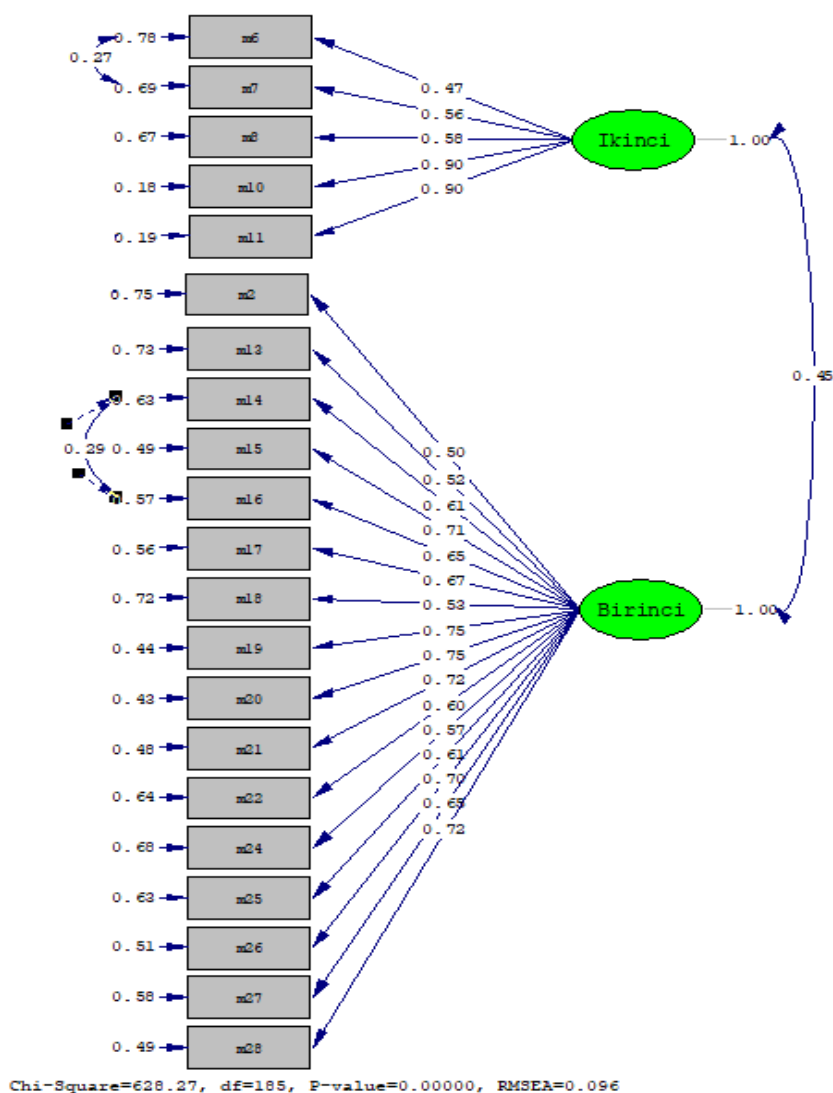 0.78 m6
0.27
0.69 m7 0.47
0.56
0.67 m8 0.58 Ikinci 1.00
0.90
0.18 m10 0.90
0.19 m11
0.75 m2
0.73 m13
0.45
0.63 m14
0.29 0.49 m15 0.50
0.52
0.57 m16 0.61
0.71
0.56 m17 0.65
0.67
0.72 m18 0.53 Birinci 1.00
0.44 m19 0.75
0.75
0.43 m20 0.72
0.60
0.48 m21 0.57
0.61
0.64 m22 0.70
0.65
0.72
0.68 m24
0.63 m25
0.51 m26
0.58 m27
0.49 m28
Chi-Square=628.27, df=185, P-value=0.00000, RMSEA=0.096